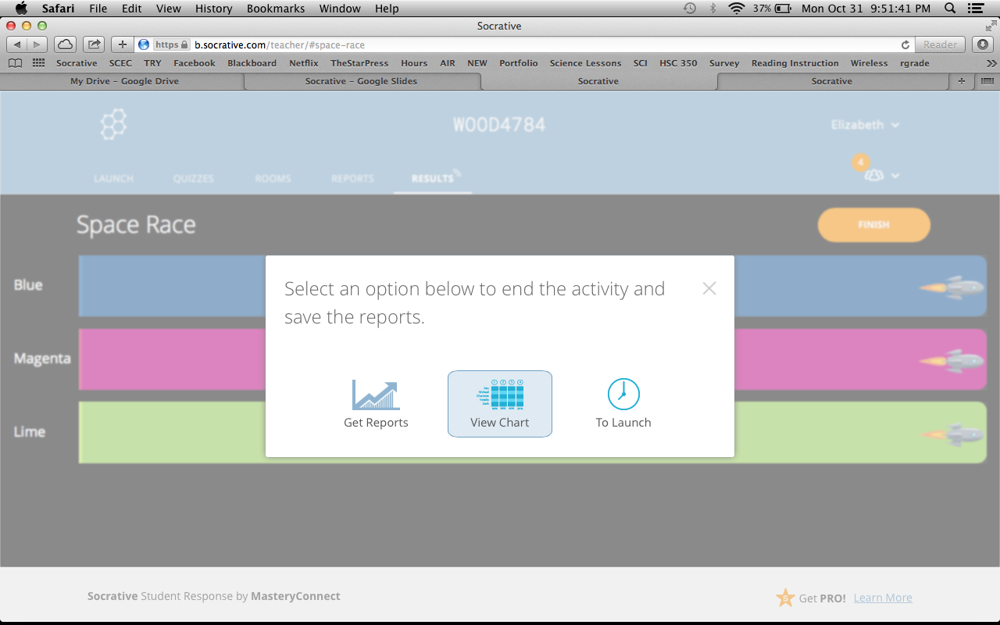 Safari File Edit View History Bookmarks Window Help 37% Mon Oct 31 9:51:41 PM
Socrative
https b.socrative.com/teacher/#space-race Reader
Socrative SCEC TRY Facebook Blackboard Netflix TheStarPress Hours AIR NEW Portfolio Science Lessons SCI HSC 350 Survey Reading Instruction Wireless rgrade
My Drive – Google Drive Socrative – Google Slides Socrative Socrative
WOOD4784 Elizabeth
4
LAUNCH QUIZZES ROOMS REPORTS RESULTS
Space Race FINISH
Blue
Magenta
Lime
Select an option below to end the activity and
save the reports.
Get Reports View Chart To Launch
Socrative Student Response by MasteryConnect S Get PRO! Learn More